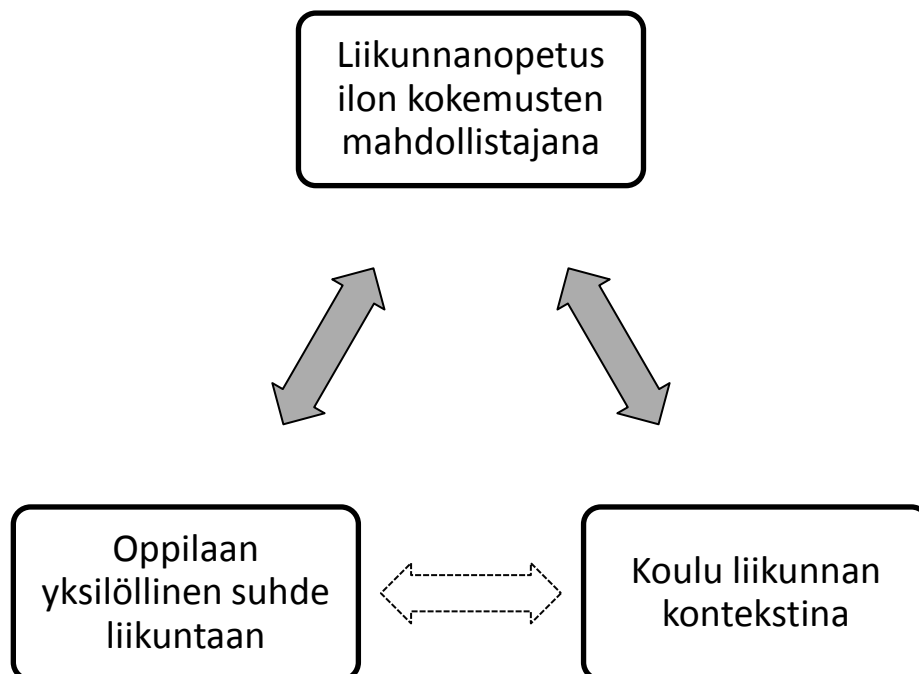 Liikunnanopetus
ilon kokemusten
mahdollistajana
Oppilaan
yksilöllinen suhde
liikuntaan
Koulu liikunnan
kontekstina